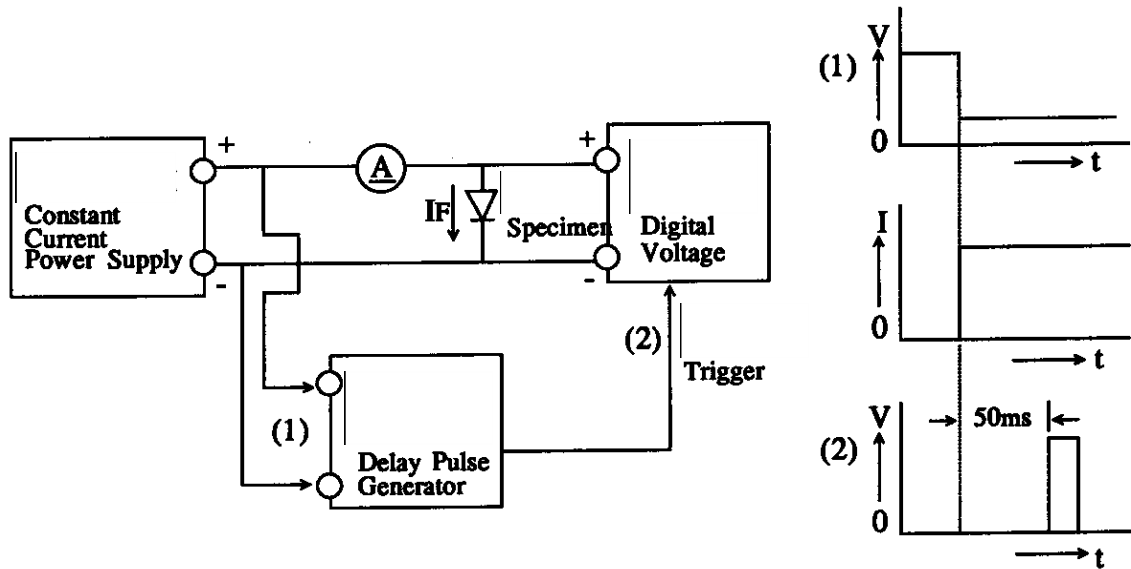 Constant
Current
Power Supply
+
-
A
IF
Specimen
+
-
Digital
Voltage
(2)
Trigger
(1)
Delay Pulse
Generator
(1)
V
0
t
I
0
t
(2)
V
50ms
0
t